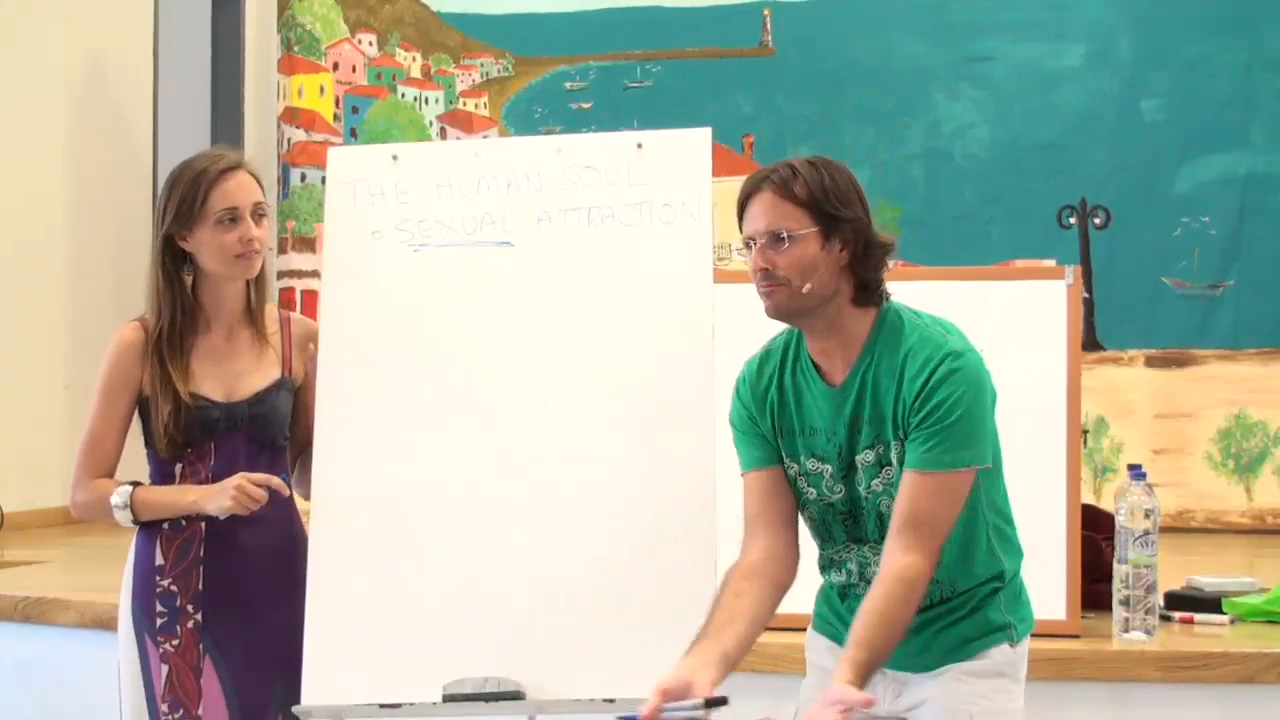 THE HUMAN SOUL
• SEXUAL ATTRACTION